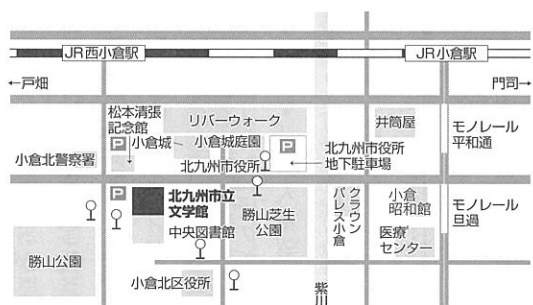 JR西小倉駅
JR小倉駅
←戸畑
門司→
松本清張
記念館
リバーウォーク
井筒屋
モノレール
平和通
P
小倉城
小倉城庭園
P
北九州市役所
地下駐車場
小倉北警察署
北九州市役所
P
北九州市立
文学館
勝山芝生
公園
クラウン
パレス小倉
小倉
昭和館
モノレール
旦過
中央図書館
医療
センター
勝山公園
小倉北区役所
紫川